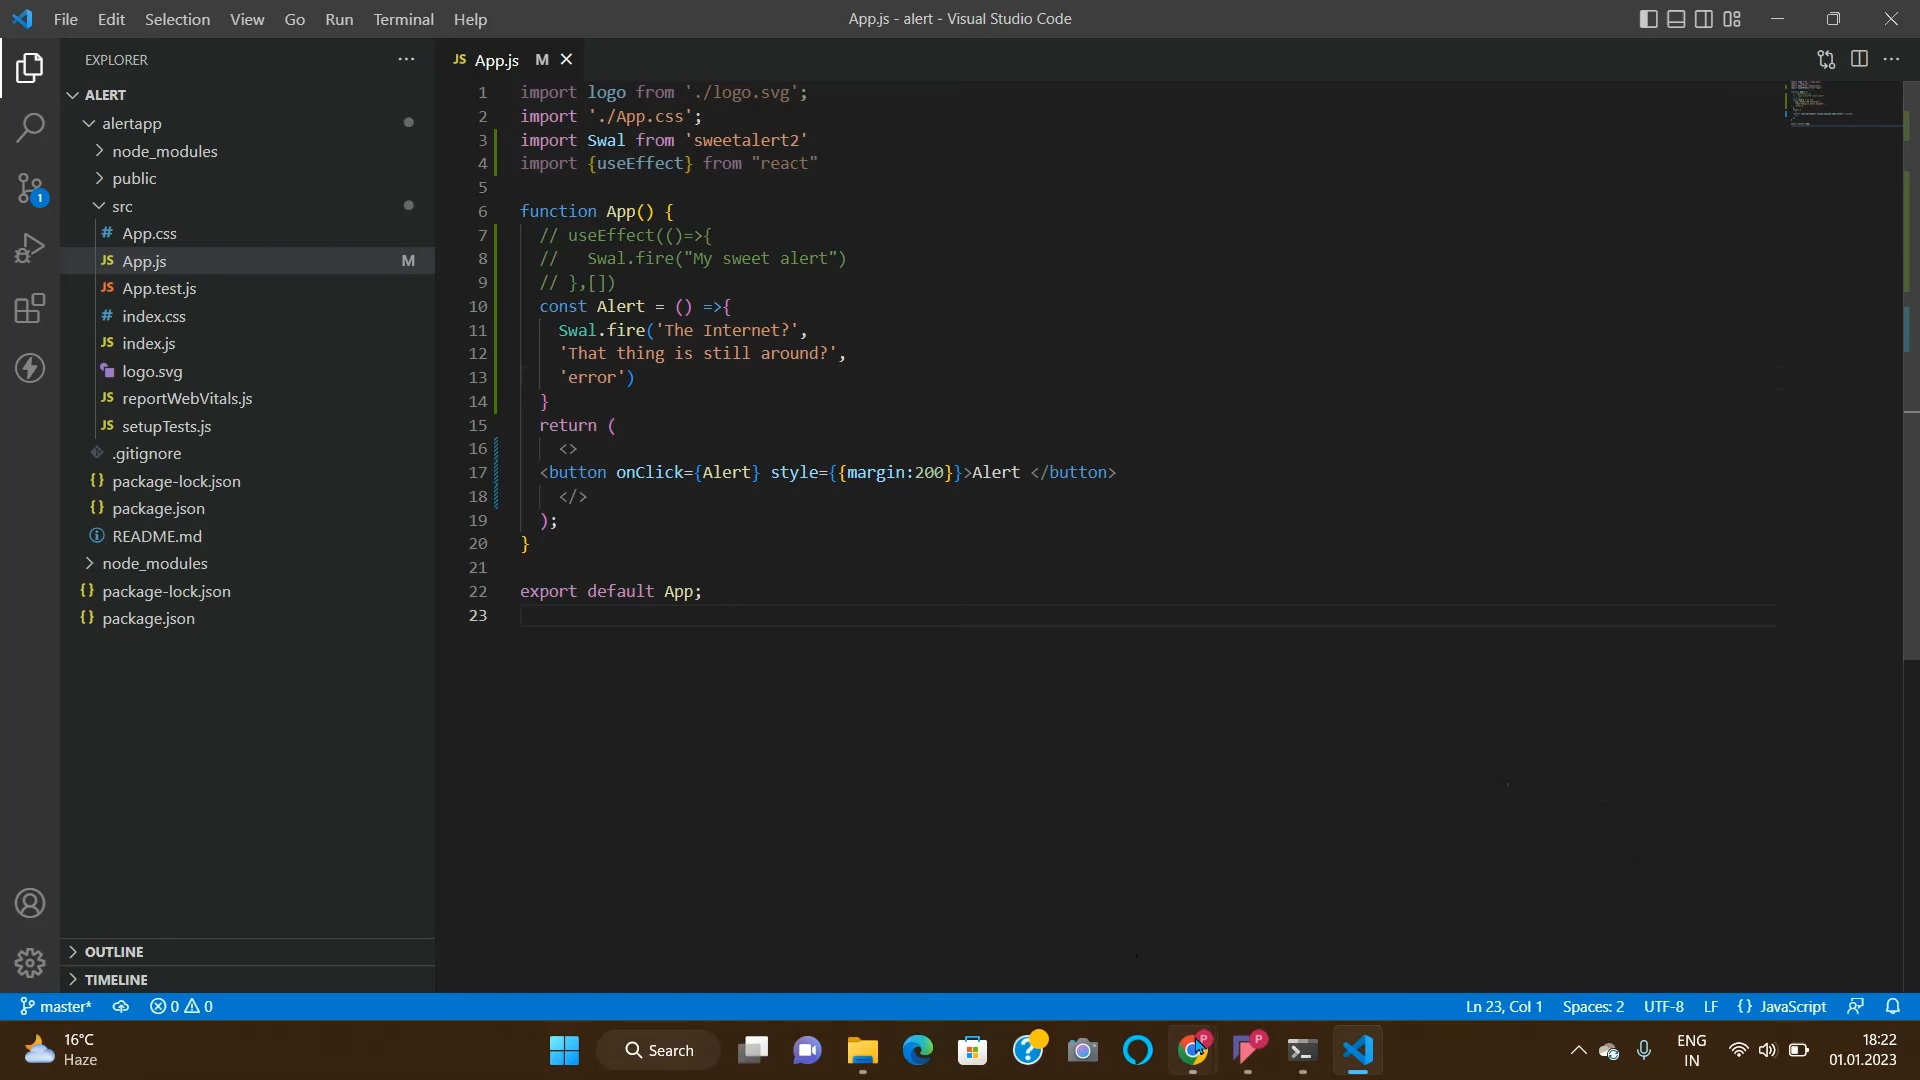 File Edit Selection View Go Run Terminal Help
App.js - alert - Visual Studio Code
EXPLORER
ALERT
alertapp
node_modules
public
src
# App.css
JS App.js M
JS App.test.js
# index.css
JS index.js
logo.svg
JS reportWebVitals.js
JS setupTests.js
.gitignore
{} package-lock.json
{} package.json
README.md
node_modules
{} package-lock.json
{} package.json
OUTLINE
TIMELINE
1
JS App.js M
1 import logo from './logo.svg';
2 import './App.css';
3 import Swal from 'sweetalert2'
4 import {useEffect} from "react"
5
6 function App() {
7 // useEffect(()=>{
8 // Swal.fire("My sweet alert")
9 // },[])
10 const Alert = () =>{
11 Swal.fire('The Internet?',
12 'That thing is still around?',
13 'error')
14 }
15 return (
16 <>
17 <button onClick={Alert} style={{margin:200}}>Alert </button>
18 </>
19 );
20 }
21
22 export default App;
23
master* 0 0
Ln 23, Col 1 Spaces: 2 UTF-8 LF {} JavaScript
16°C
Haze
Search
P
P
ENG
IN
18:22
01.01.2023